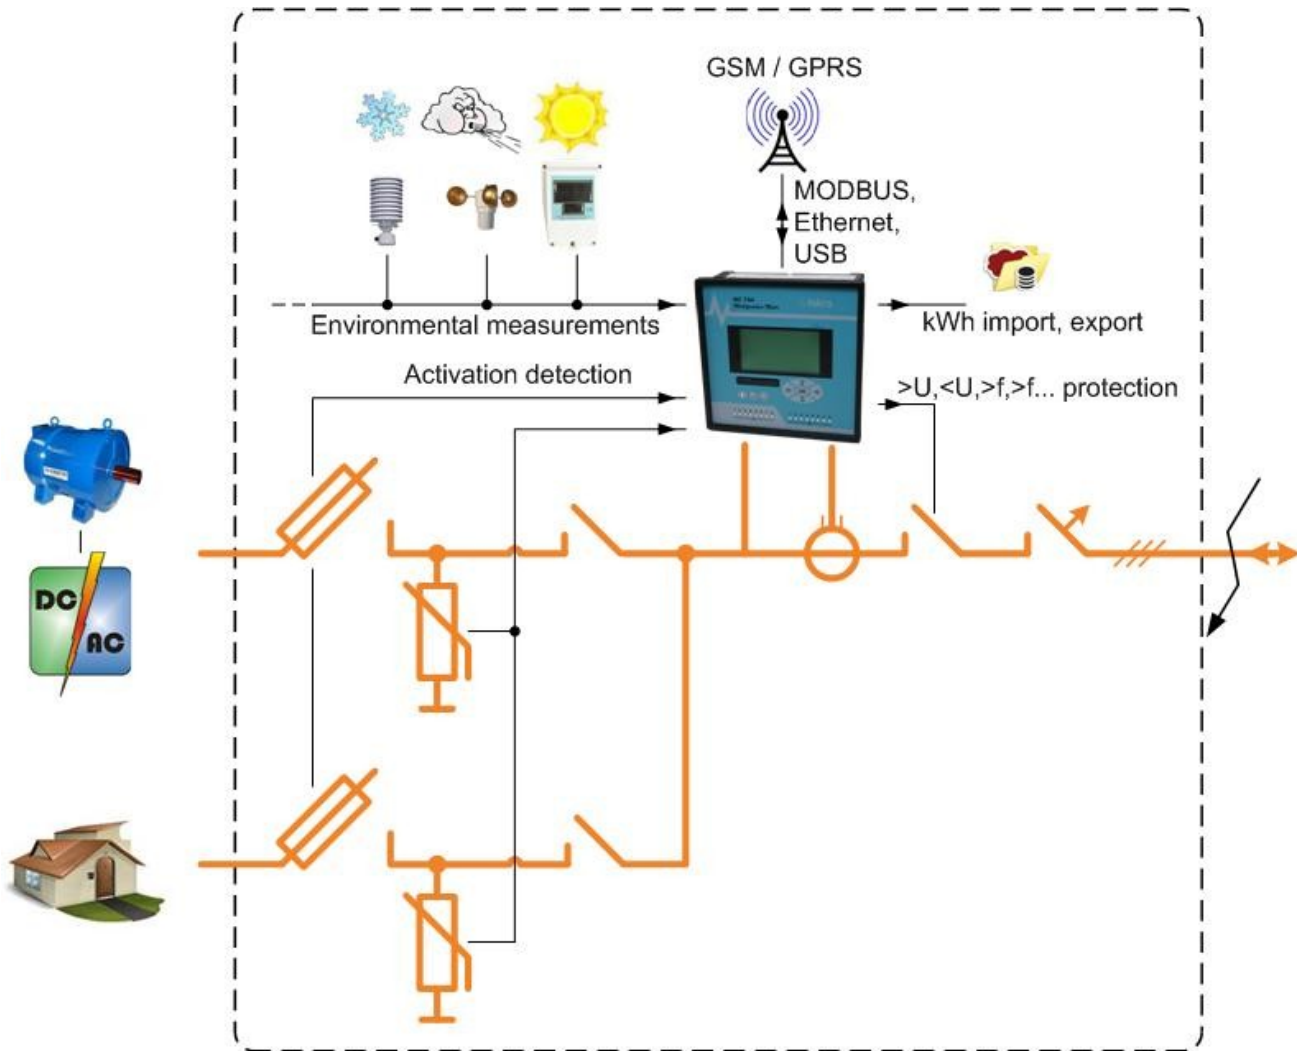 GSM / GPRS
MODBUS,
Ethernet,
USB
Environmental measurements
kWh import, export
Activation detection
>U,<U,>f,>f... protection
DC
AC